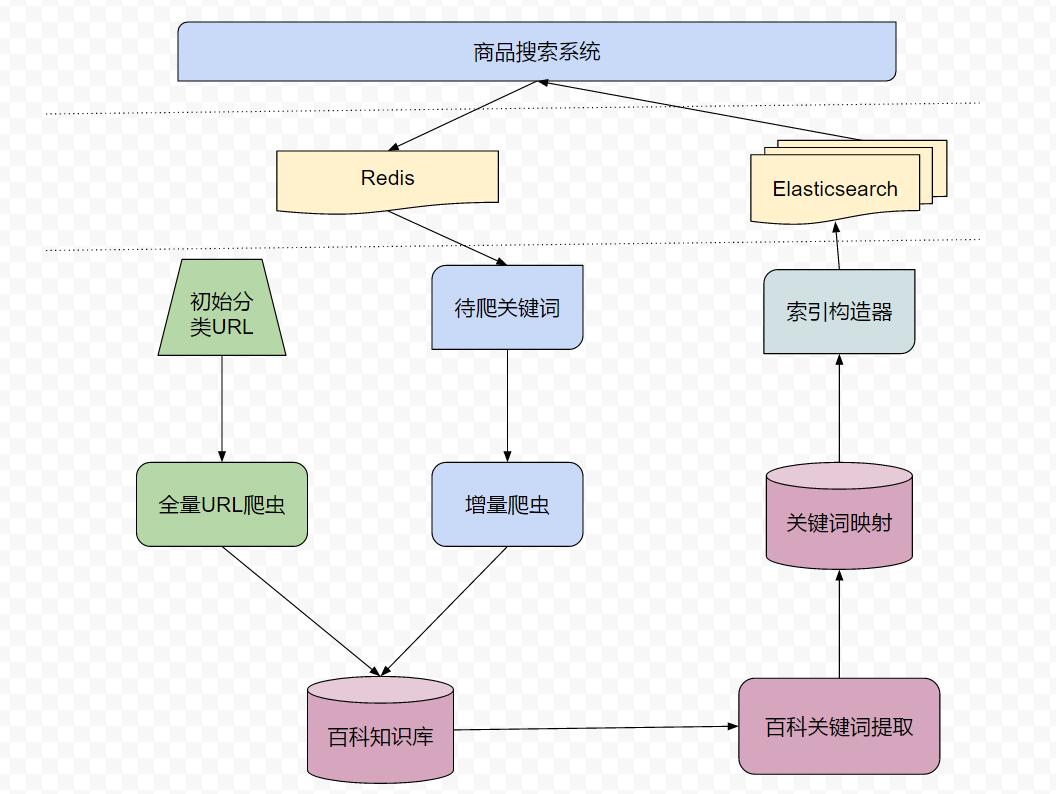 商品搜索系统
Redis
Elasticsearch
初始分
类URL
待爬关键词
索引构造器
全量URL爬虫
增量爬虫
关键词映射
百科知识库
百科关键词提取